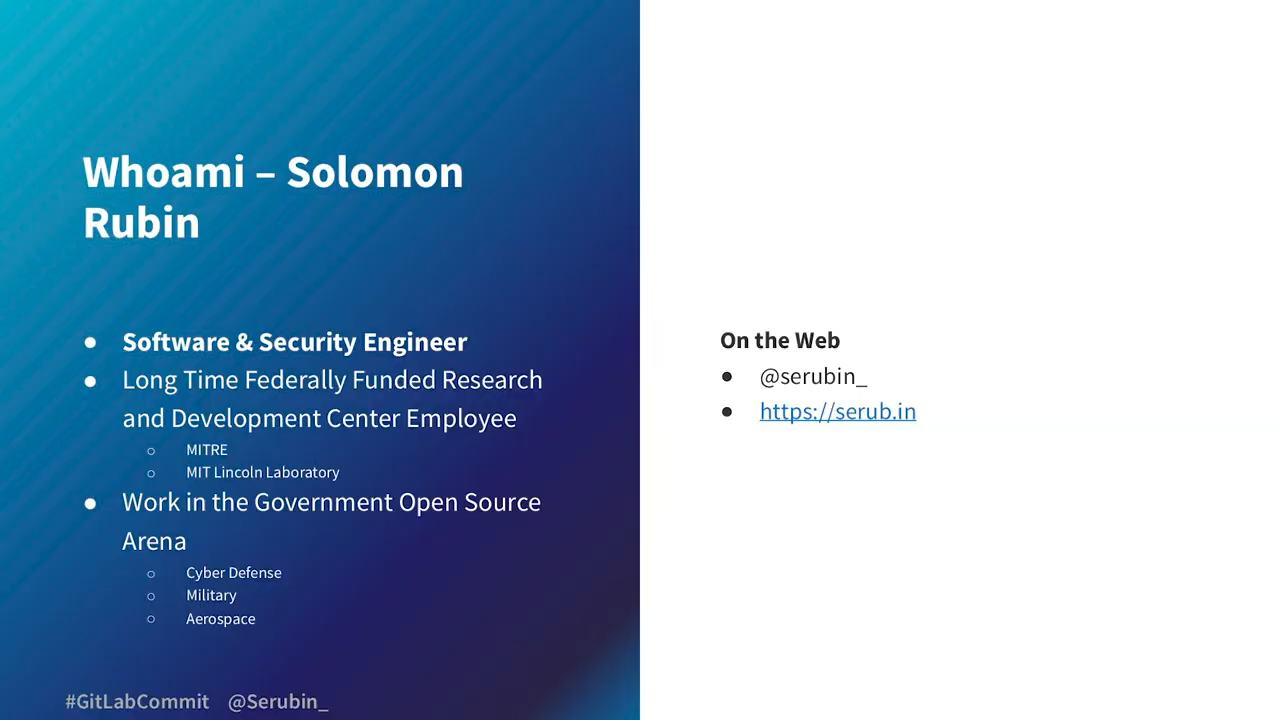 Whoami – Solomon
Rubin
● Software & Security Engineer
● Long Time Federally Funded Research
and Development Center Employee
○ MITRE
○ MIT Lincoln Laboratory
● Work in the Government Open Source
Arena
○ Cyber Defense
○ Military
○ Aerospace
On the Web
● @serubin_
● https://serub.in
#GitLabCommit @Serubin_